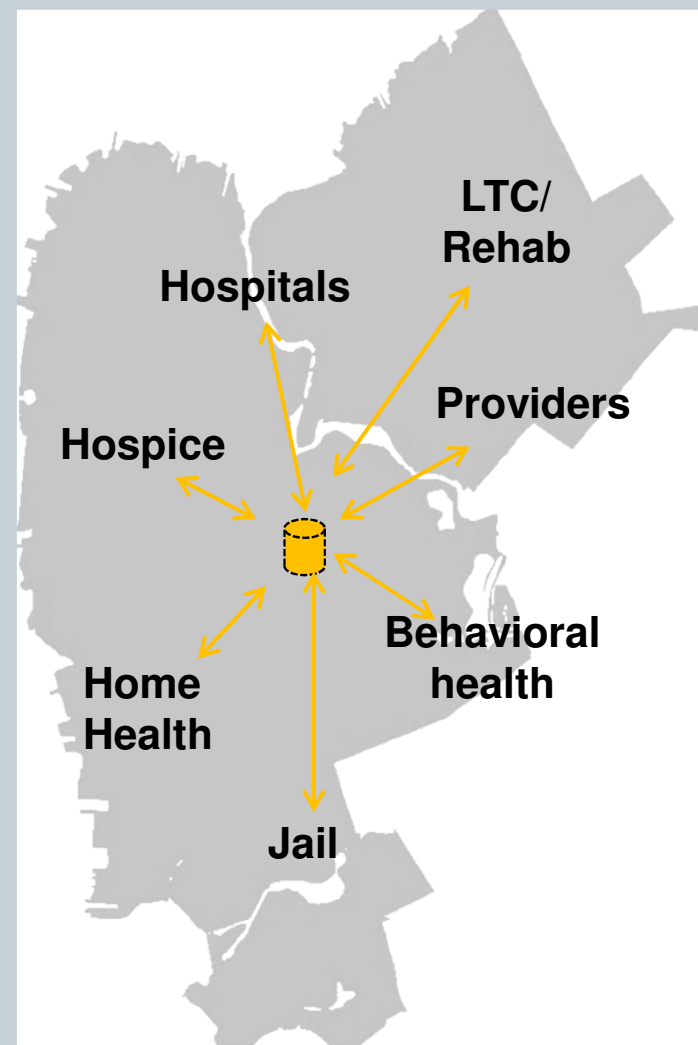 LTC/
Rehab
Hospitals
Providers
Hospice
Behavioral
health
Home
Health
Jail